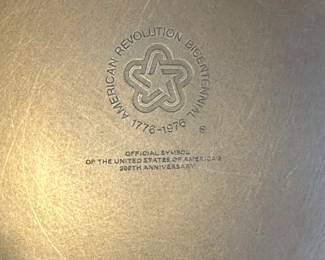 AMERICAN REVOLUTION BICENTENNIAL
1776-1976
OFFICIAL SYMBOL
OF THE UNITED STATES OF AMERICA'S
200TH ANNIVERSARY